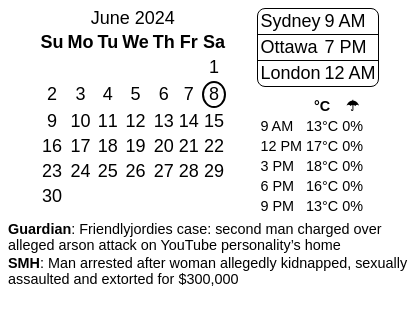 June 2024
Su Mo Tu We Th Fr Sa
1
2 3 4 5 6 7 8
9 10 11 12 13 14 15
16 17 18 19 20 21 22
23 24 25 26 27 28 29
30
Sydney 9 AM
Ottawa 7 PM
London 12 AM
°C ☂
9 AM 13°C 0%
12 PM 17°C 0%
3 PM 18°C 0%
6 PM 16°C 0%
9 PM 13°C 0%
Guardian: Friendlyjordies case: second man charged over
alleged arson attack on YouTube personality's home
SMH: Man arrested after woman allegedly kidnapped, sexually
assaulted and extorted for $300,000